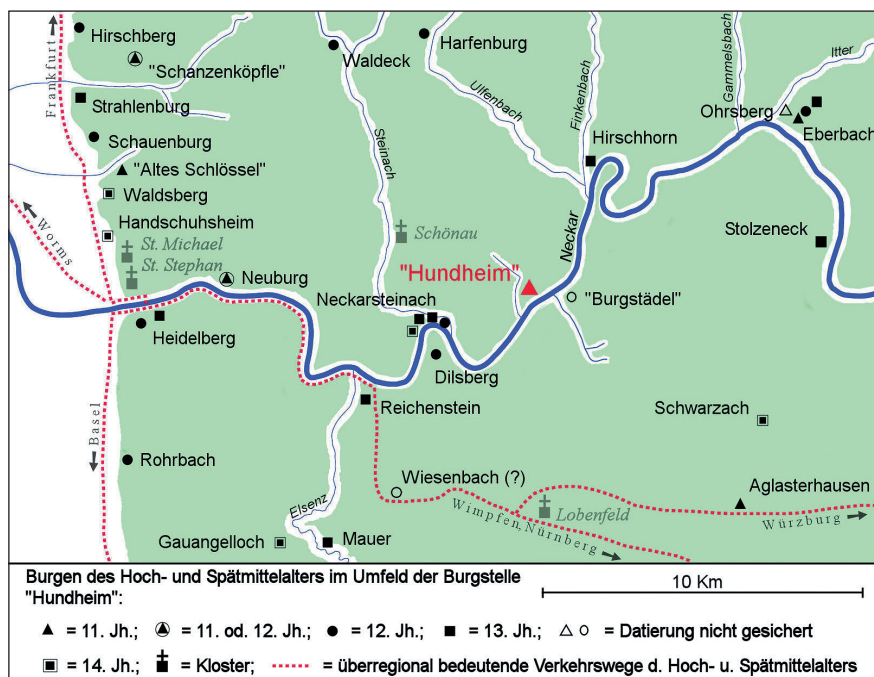 Hirschberg
"Schanzenköpfle"
Frankfurt
Strahlenburg
Schauenburg
"Altes Schlössel"
Waldsberg
Handschuhsheim
St. Michael
St. Stephan
Worms
Neuburg
Heidelberg
Basel
Rohrbach
Waldeck
Harfenburg
Steinach
Ulfenbach
Finkenbach
Gammelsbach
Itter
Ohrsberg
Eberbach
Hirschhorn
Stolzeneck
Schönau
Neckar
"Hundheim"
"Burgstädel"
Neckarsteinach
Dilsberg
Reichenstein
Schwarzach
Wiesenbach (?)
Aglasterhausen
Elsenz
Lobenfeld
Wimpfen, Nürnberg
Würzburg
Gauangelloch
Mauer
Burgen des Hoch- und Spätmittelalters im Umfeld der Burgstelle
"Hundheim":
10 Km
= 11. Jh.; = 11. od. 12. Jh.; = 12. Jh.; = 13. Jh.; = Datierung nicht gesichert
= 14. Jh.; = Kloster; = überregional bedeutende Verkehrswege d. Hoch- u. Spätmittelalters